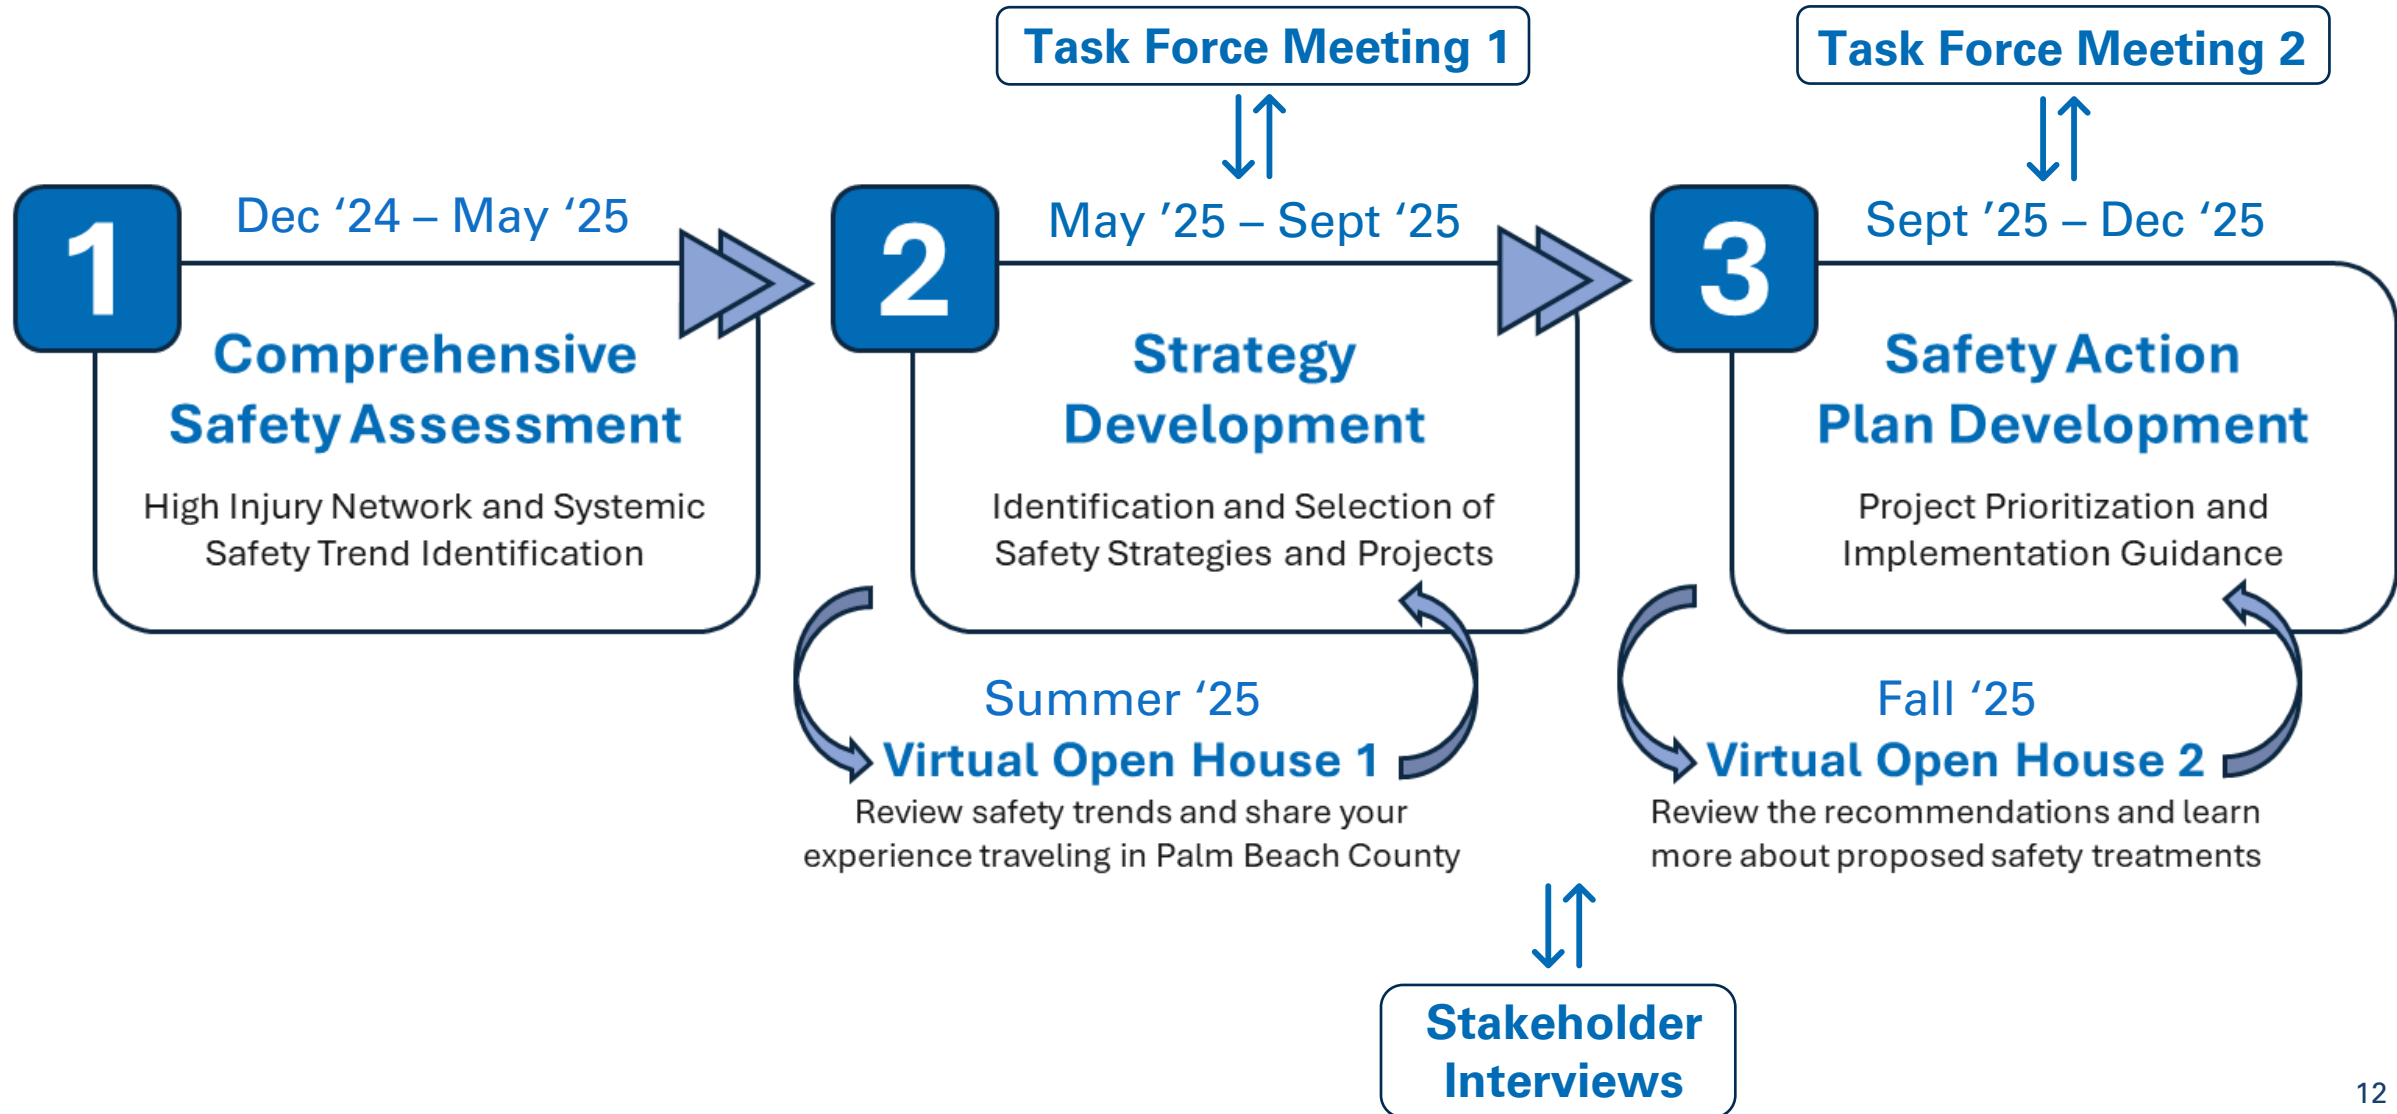 Task Force Meeting 1
Task Force Meeting 2
1
Dec ‘24 – May ‘25
Comprehensive
Safety Assessment
High Injury Network and Systemic
Safety Trend Identification
2
May ’25 – Sept ‘25
Strategy
Development
Identification and Selection of
Safety Strategies and Projects
3
Sept ’25 – Dec ‘25
Safety Action
Plan Development
Project Prioritization and
Implementation Guidance
Summer ‘25
Virtual Open House 1
Review safety trends and share your
experience traveling in Palm Beach County
Fall ‘25
Virtual Open House 2
Review the recommendations and learn
more about proposed safety treatments
Stakeholder
Interviews
12